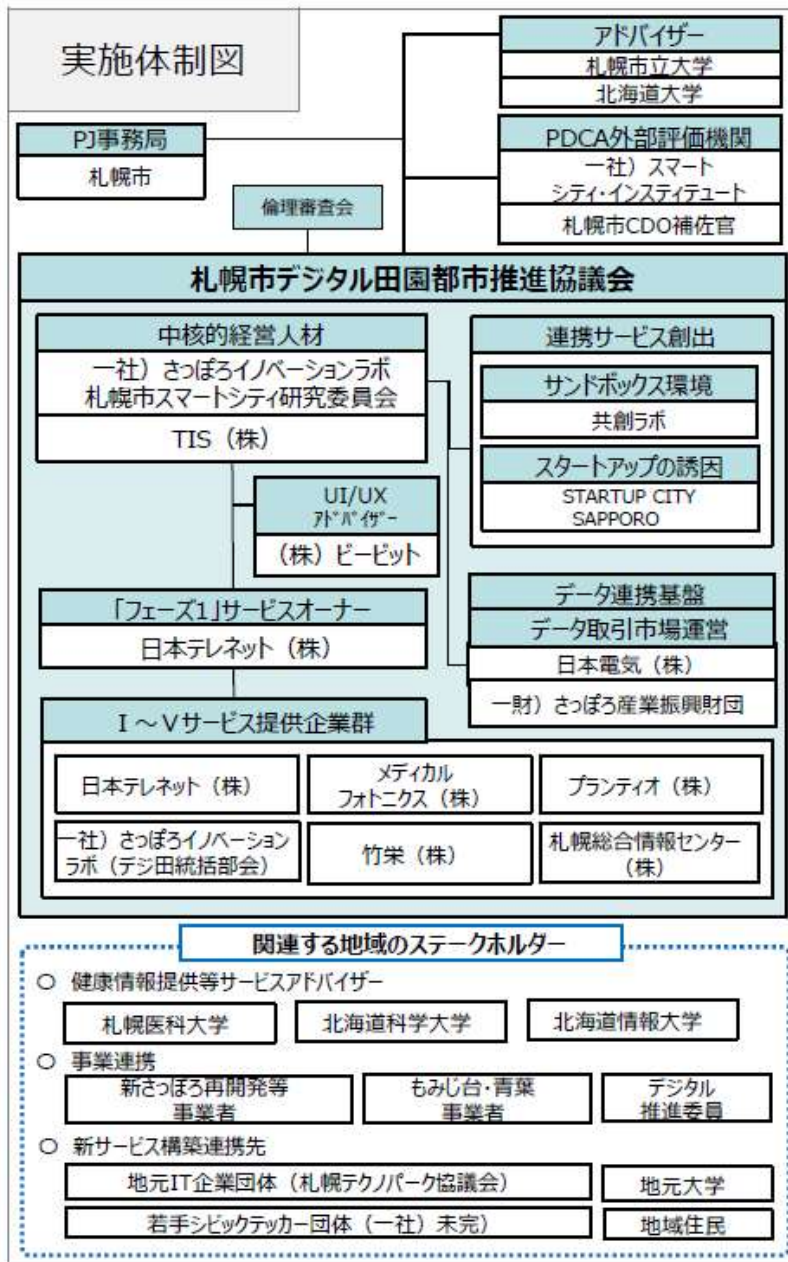 実施体制図
アドバイザー
札幌市立大学
北海道大学
PJ事務局
札幌市
PDCA外部評価機関
一社）スマート
シティ・インスティテュート
札幌市CDO補佐官
倫理審査会
札幌市デジタル田園都市推進協議会
中核的経営人材
一社）さっぽろイノベーションラボ
札幌市スマートシティ研究委員会
TIS（株）
UI/UX
ｱﾄﾞﾊﾞｲｻﾞｰ
（株）ビービット
「フェーズ1」サービスオーナー
日本テレネット（株）
連携サービス創出
サンドボックス環境
共創ラボ
スタートアップの誘因
STARTUP CITY
SAPPORO
データ連携基盤
データ取引市場運営
日本電気（株）
一財）さっぽろ産業振興財団
Ⅰ～Ⅴサービス提供企業群
日本テレネット（株）
メディカル
フォトニクス（株）
プランティオ（株）
一社）さっぽろイノベーション
ラボ（デジ田統括部会）
竹栄（株）
札幌総合情報センター
（株）
関連する地域のステークホルダー
○ 健康情報提供等サービスアドバイザー
札幌医科大学
北海道科学大学
北海道情報大学
○ 事業連携
新さっぽろ再開発等
事業者
もみじ台・青葉
事業者
デジタル
推進委員
○ 新サービス構築連携先
地元IT企業団体（札幌テクノパーク協議会）
地元大学
若手シビックテッカー団体（一社）未完）
地域住民